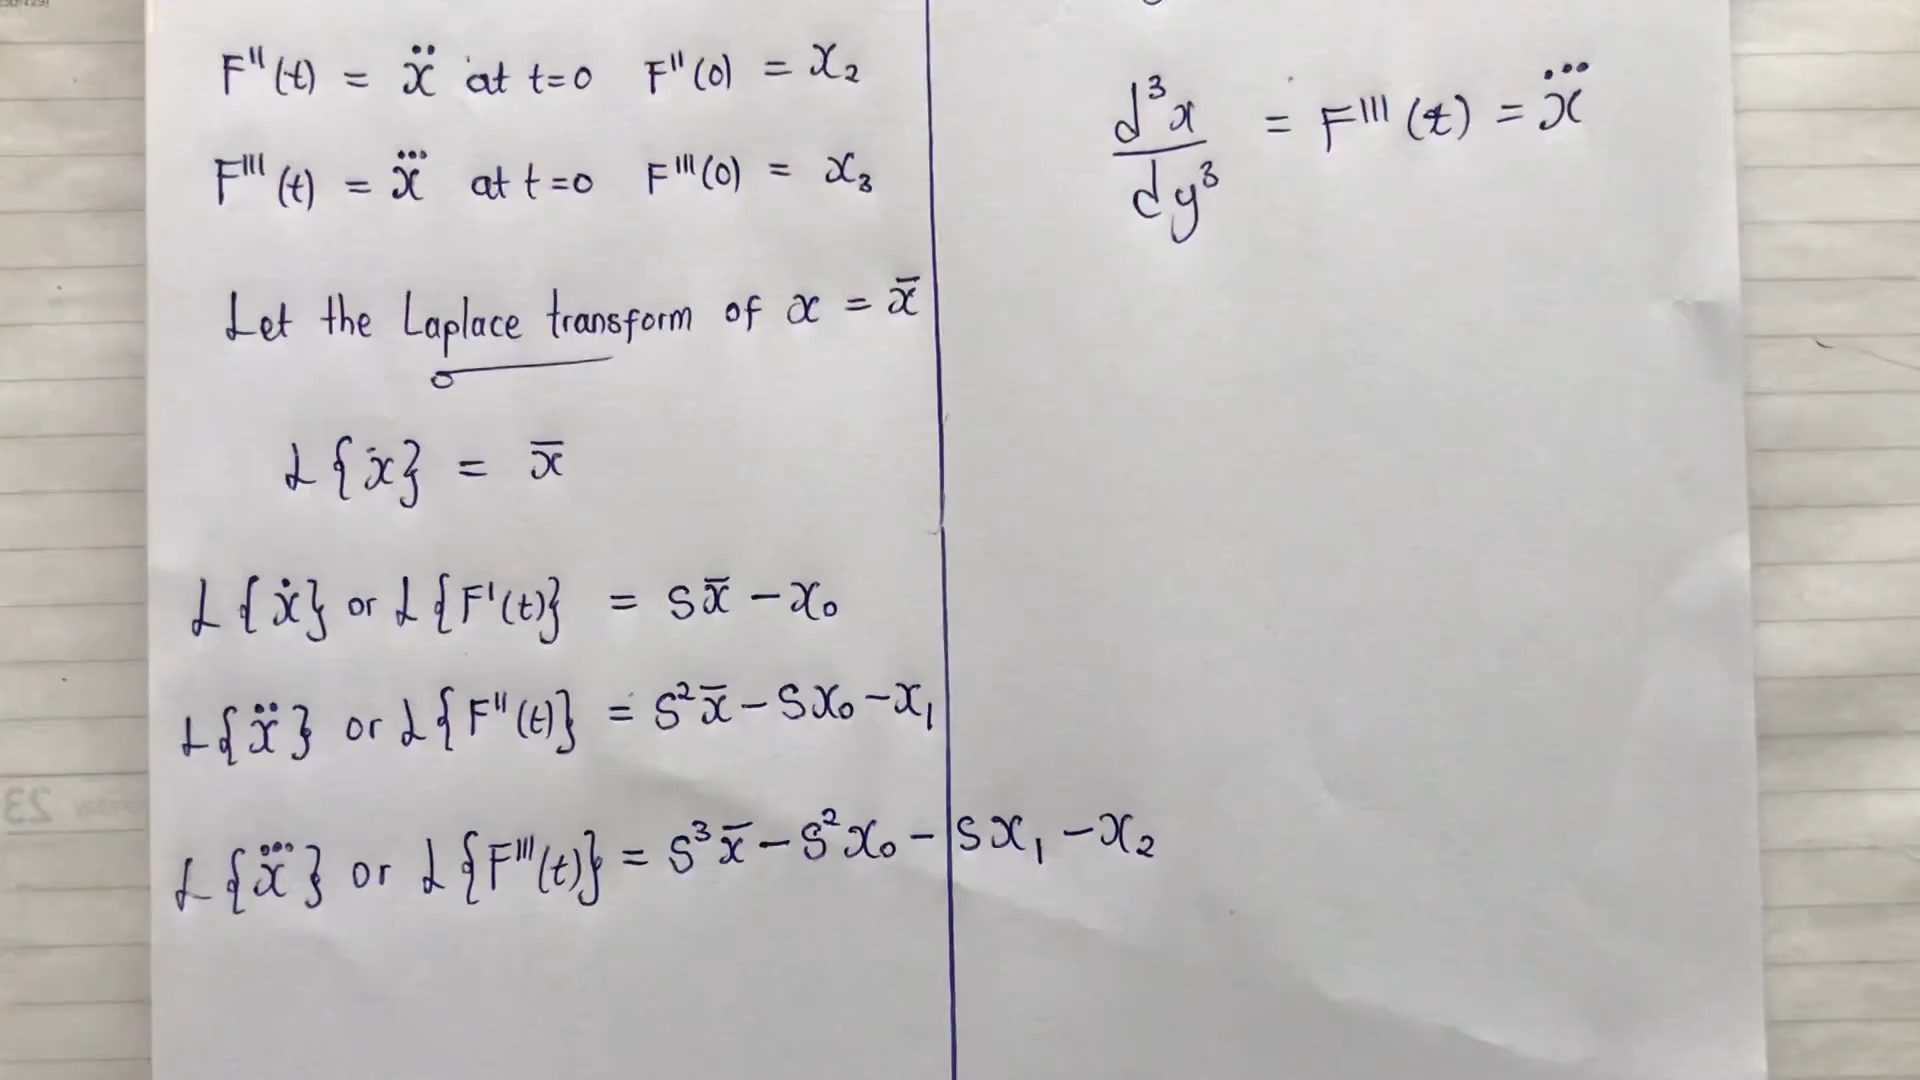 F''(t) = ẍ at t=0 F''(0) = x₂
F'''(t) = x⃛ at t=0 F'''(0) = x₃
Let the Laplace transform of x = x̄
ℒ{x} = x̄
ℒ{ẋ} or ℒ{F'(t)} = Sx̄ - x₀
ℒ{ẍ} or ℒ{F''(t)} = S²x̄ - Sx₀ - x₁
ℒ{x⃛} or ℒ{F'''(t)} = S³x̄ - S²x₀ - Sx₁ - x₂
d³x/dy³ = F'''(t) = x⃛
23